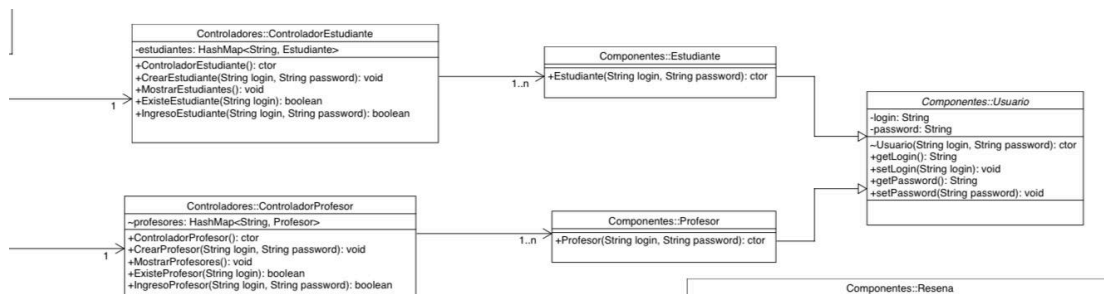 Controladores::ControladorEstudiante
-estudiantes: HashMap<String, Estudiante>
+ControladorEstudiante(): ctor
+CrearEstudiante(String login, String password): void
+MostrarEstudiantes(): void
+ExisteEstudiante(String login): boolean
+IngresoEstudiante(String login, String password): boolean
1
1..n
Componentes::Estudiante
+Estudiante(String login, String password): ctor
Componentes::Usuario
-login: String
-password: String
~Usuario(String login, String password): ctor
+getLogin(): String
+setLogin(String login): void
+getPassword(): String
+setPassword(String password): void
Controladores::ControladorProfesor
~profesores: HashMap<String, Profesor>
+ControladorProfesor(): ctor
+CrearProfesor(String login, String password): void
+MostrarProfesores(): void
+ExisteProfesor(String login): boolean
+IngresoProfesor(String login, String password): boolean
1
1..n
Componentes::Profesor
+Profesor(String login, String password): ctor
Componentes::Resena